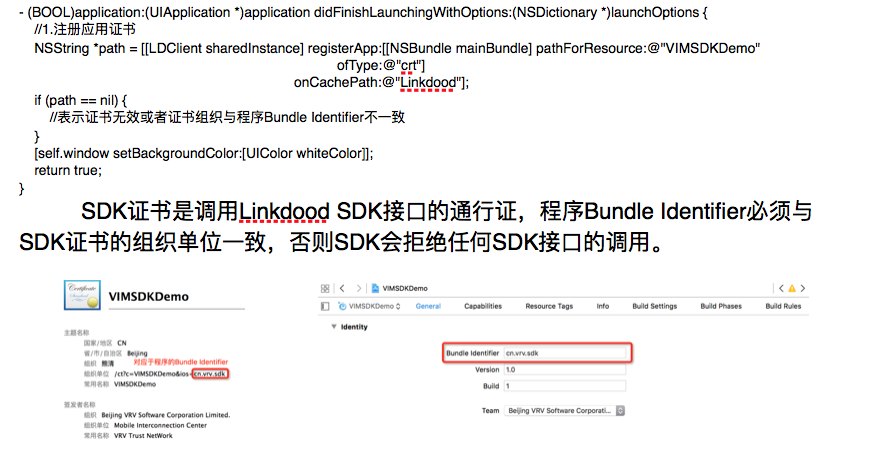 - (BOOL)application:(UIApplication *)application didFinishLaunchingWithOptions:(NSDictionary *)launchOptions {
//1.注册应用证书
NSString *path = [[LDClient sharedInstance] registerApp:[[NSBundle mainBundle] pathForResource:@"VIMSDKDemo"
ofType:@"crt"]
onCachePath:@"Linkdood"];
if (path == nil) {
//表示证书无效或者证书组织与程序Bundle Identifier不一致
}
[self.window setBackgroundColor:[UIColor whiteColor]];
return true;
}
SDK证书是调用Linkdood SDK接口的通行证，程序Bundle Identifier必须与
SDK证书的组织单位一致，否则SDK会拒绝任何SDK接口的调用。
Certificate
VIMSDKDemo
主题名称
国家/地区 CN
省/市/自治区 Beijing
对应于程序的Bundle Identifier
组织
组织单位 /ct?c=VIMSDKDemo&ios=cn.vrv.sdk
常用名称 VIMSDKDemo
签发者名称
组织 Beijing VRV Software Corporation Limited.
组织单位 Mobile Interconnection Center
常用名称 VRV Trust NetWork
VIMSDKDemo
VIMSDKDemo General Capabilities Resource Tags Info Build Settings Build Phases Build Rules
Identity
Bundle Identifier cn.vrv.sdk
Version 1.0
Build 1
Team Beijing VRV Software Corporati...